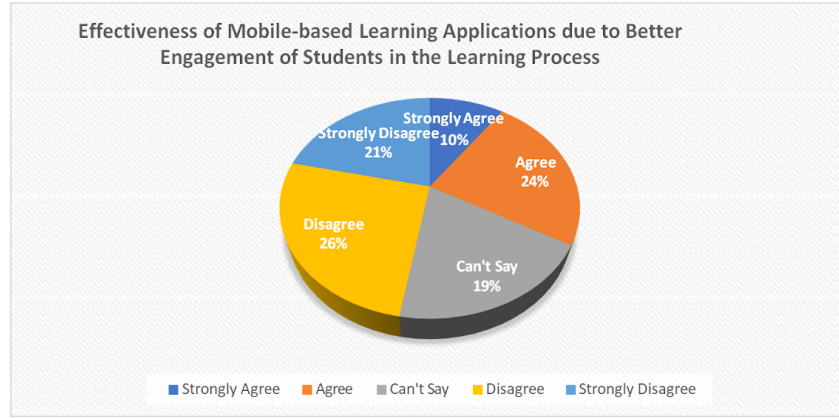 Effectiveness of Mobile-based Learning Applications due to Better
Engagement of Students in the Learning Process
Strongly Agree
10%
Strongly Disagree
21%
Agree
24%
Disagree
26%
Can't Say
19%
Strongly Agree Agree Can't Say Disagree Strongly Disagree